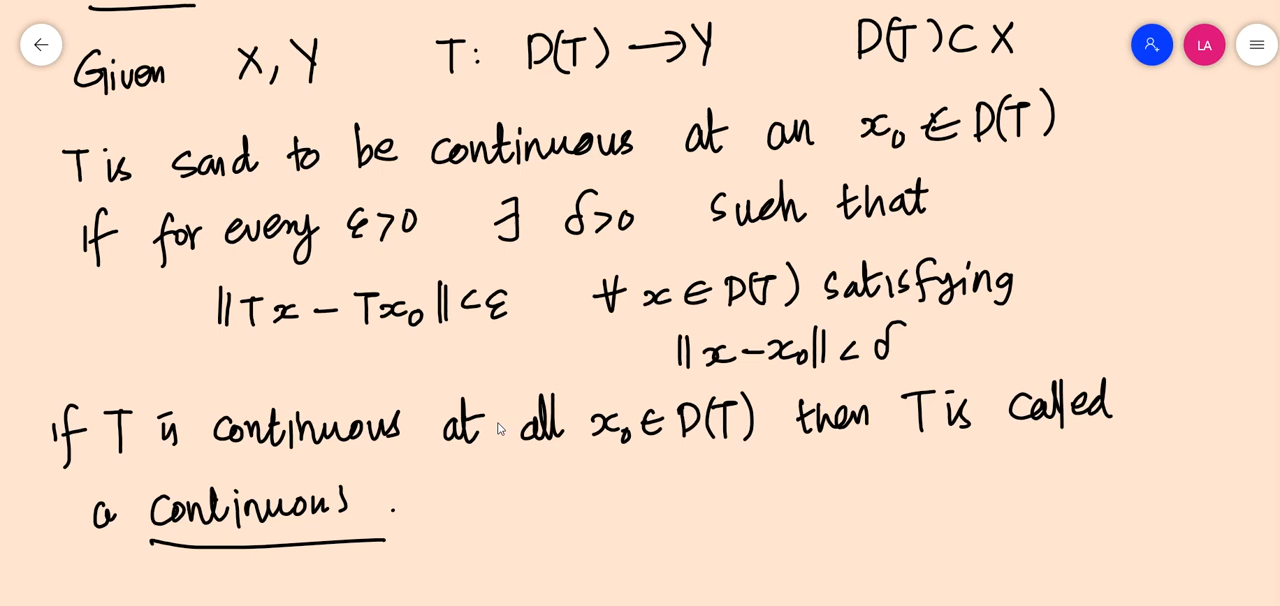 Given X, Y T: D(T) → Y D(T) ⊂ X
LA
T is said to be continuous at an x₀ ∈ D(T)
if for every ε>0 ∃ δ>0 such that
||Tx - Tx₀|| < ε ∀ x ∈ D(T) satisfying
||x - x₀|| < δ
if T is continuous at all x₀ ∈ D(T) then T is called
a continuous.